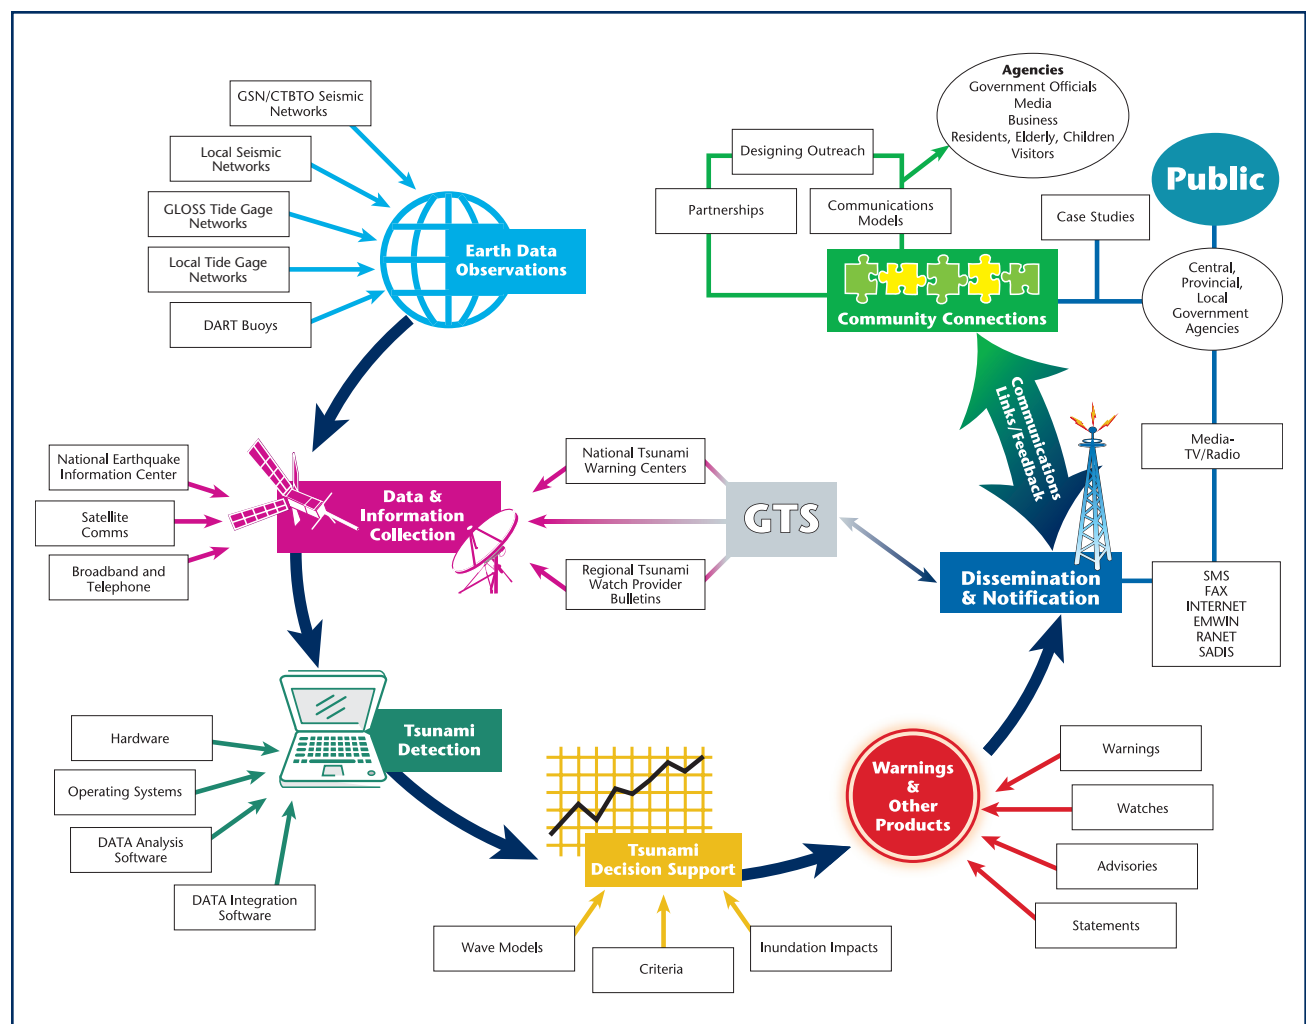 GSN/CTBTO Seismic
Networks
Local Seismic
Networks
GLOSS Tide Gage
Networks
Local Tide Gage
Networks
DART Buoys
Earth Data
Observations
Agencies
Government Officials
Media
Business
Residents, Elderly, Children
Visitors
Designing Outreach
Partnerships
Communications
Models
Case Studies
Public
Central,
Provincial,
Local
Government
Agencies
Community Connections
Communications
Links/Feedback
Media-
TV/Radio
National Earthquake
Information Center
Satellite
Comms
Broadband and
Telephone
Data &
Information
Collection
National Tsunami
Warning Centers
Regional Tsunami
Watch Provider
Bulletins
GTS
Dissemination
& Notification
SMS
FAX
INTERNET
EMWIN
RANET
SADIS
Hardware
Operating Systems
DATA Analysis
Software
DATA Integration
Software
Tsunami
Detection
Tsunami
Decision Support
Wave Models
Criteria
Inundation Impacts
Warnings
&
Other
Products
Warnings
Watches
Advisories
Statements